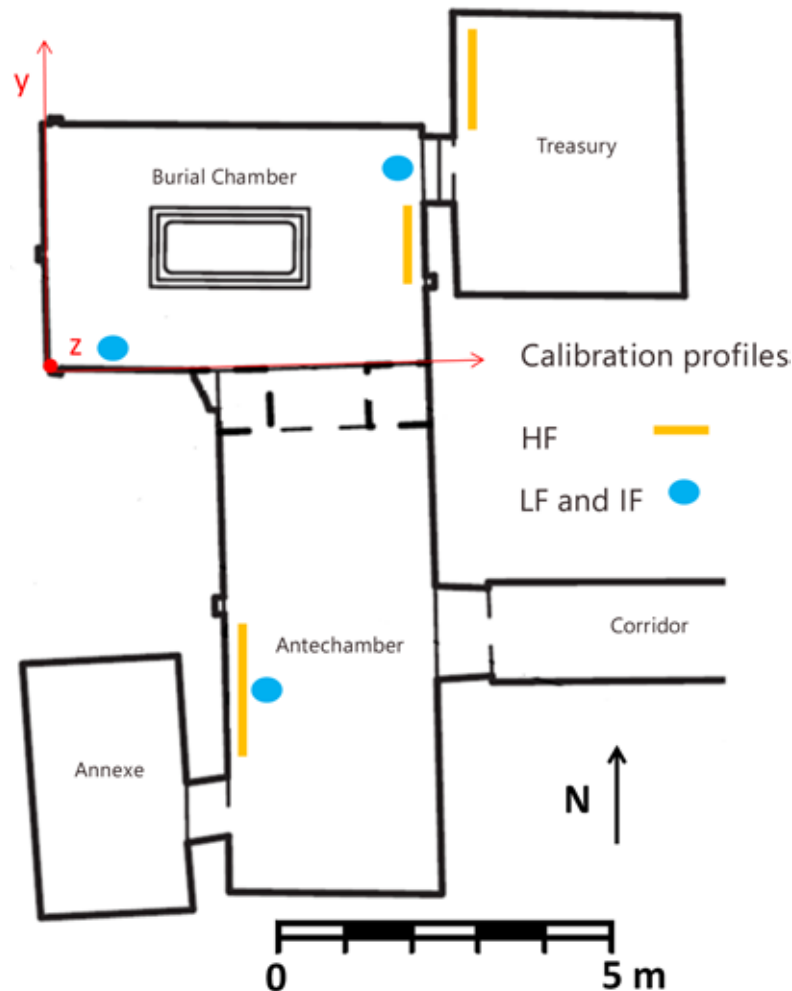 y
Treasury
Burial Chamber
z
Calibration profiles
HF
LF and IF
Corridor
Antechamber
Annexe
N
0
5 m